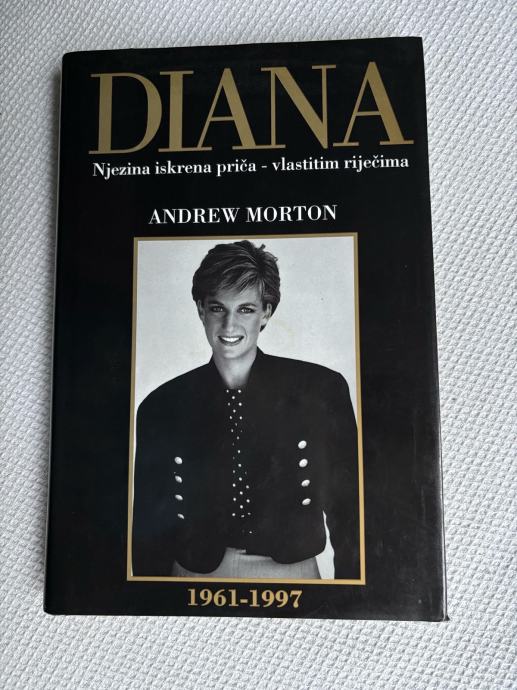 DIANA
Njezina iskrena priča - vlastitim riječima
ANDREW MORTON
1961-1997